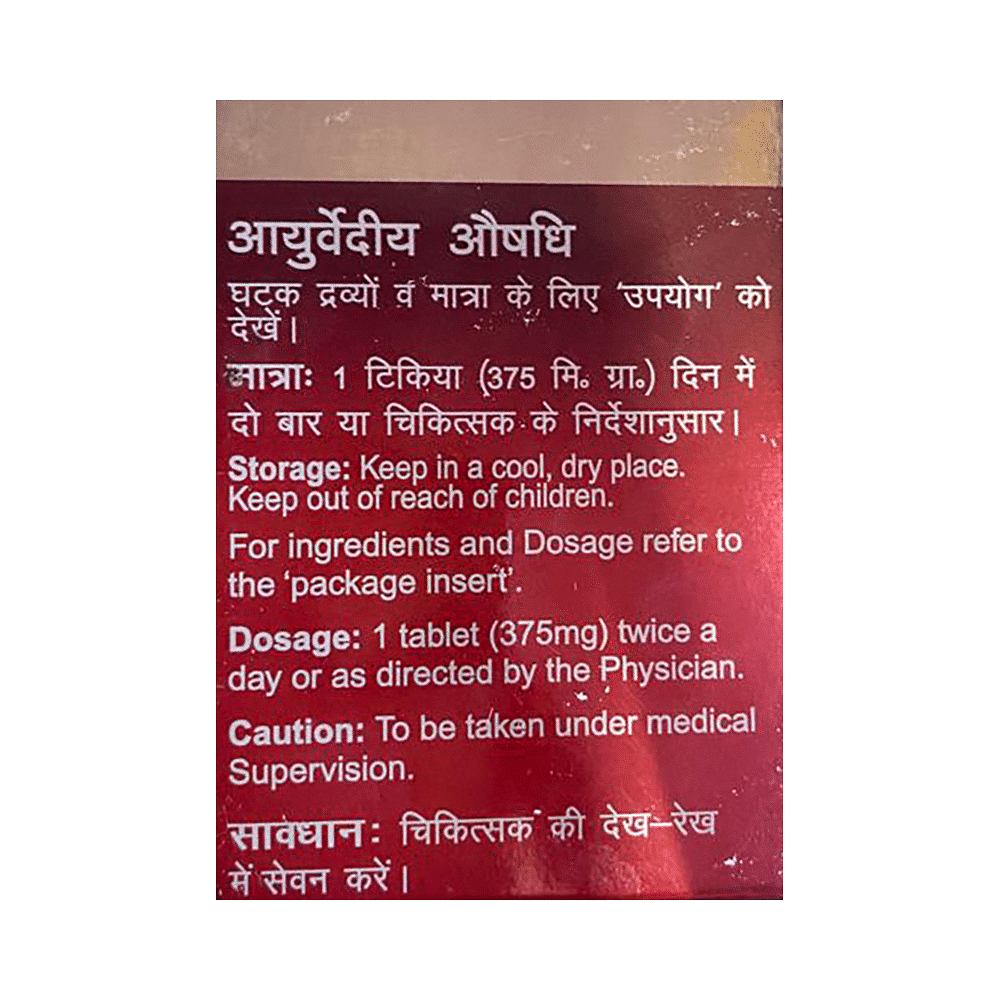 आयुर्वेदीय औषधि
घटक द्रव्यों व मात्रा के लिए ‘उपयोग’ को
देखें।
मात्राः 1 टिकिया (375 मि॰ ग्रा॰) दिन में
दो बार या चिकित्सक के निर्देशानुसार।
Storage: Keep in a cool, dry place.
Keep out of reach of children.
For ingredients and Dosage refer to
the ‘package insert’.
Dosage: 1 tablet (375mg) twice a
day or as directed by the Physician.
Caution: To be taken under medical
Supervision.
सावधान : चिकित्सक की देख–रेख
में सेवन करें।